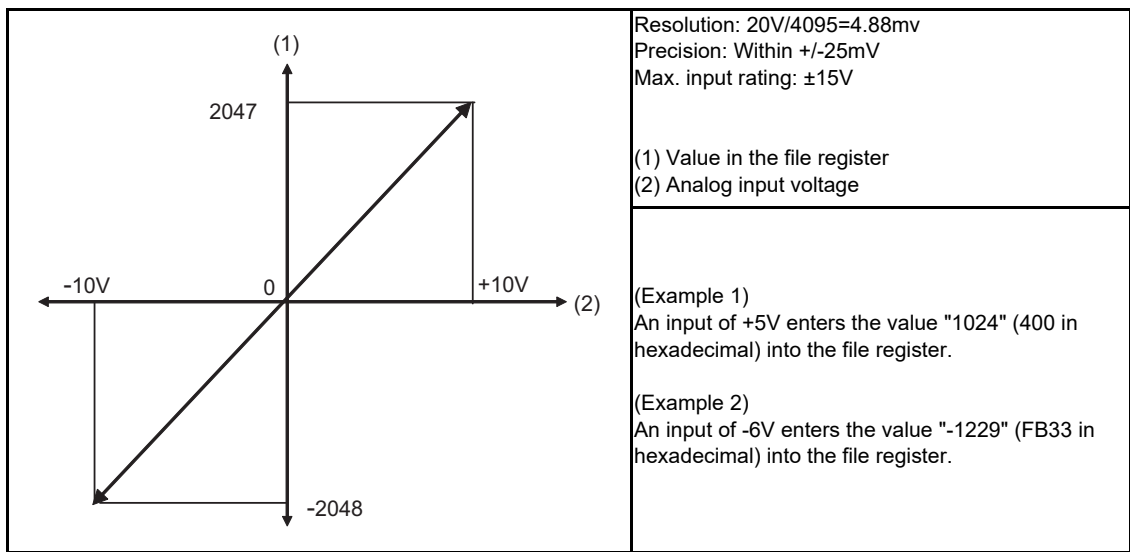 (1)
2047
-10V
0
+10V
(2)
-2048
Resolution: 20V/4095=4.88mv
Precision: Within +/-25mV
Max. input rating: ±15V
(1) Value in the file register
(2) Analog input voltage
(Example 1)
An input of +5V enters the value "1024" (400 in
hexadecimal) into the file register.
(Example 2)
An input of -6V enters the value "-1229" (FB33 in
hexadecimal) into the file register.